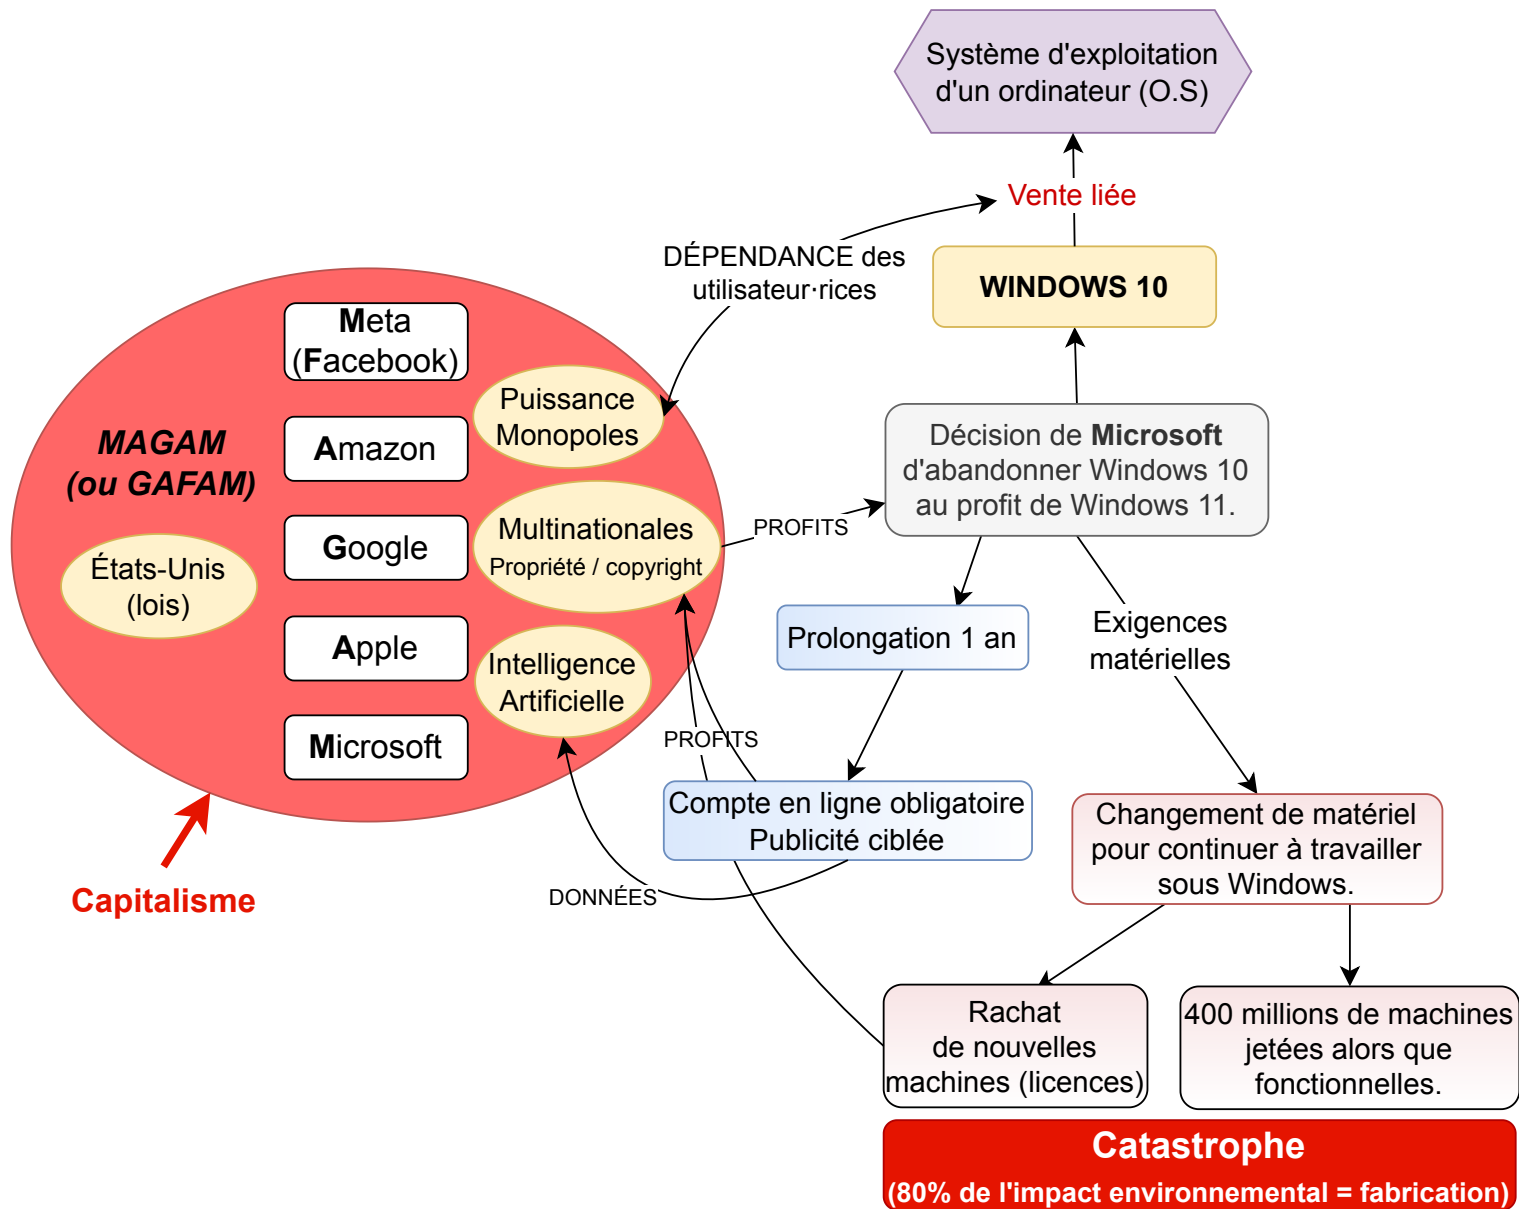 Système d'exploitation
d'un ordinateur (O.S)
Vente liée
DÉPENDANCE des
utilisateur·rices
WINDOWS 10
Meta
(Facebook)
Puissance
Monopoles
MAGAM
(ou GAFAM)
Amazon
Décision de Microsoft
d'abandonner Windows 10
au profit de Windows 11.
Multinationales
Propriété / copyright
PROFITS
Google
États-Unis
(lois)
Prolongation 1 an
Exigences
matérielles
Apple
Intelligence
Artificielle
Microsoft
PROFITS
Compte en ligne obligatoire
Publicité ciblée
Changement de matériel
pour continuer à travailler
sous Windows.
Capitalisme
DONNÉES
Rachat
de nouvelles
machines (licences)
400 millions de machines
jetées alors que
fonctionnelles.
Catastrophe
(80% de l'impact environnemental = fabrication)